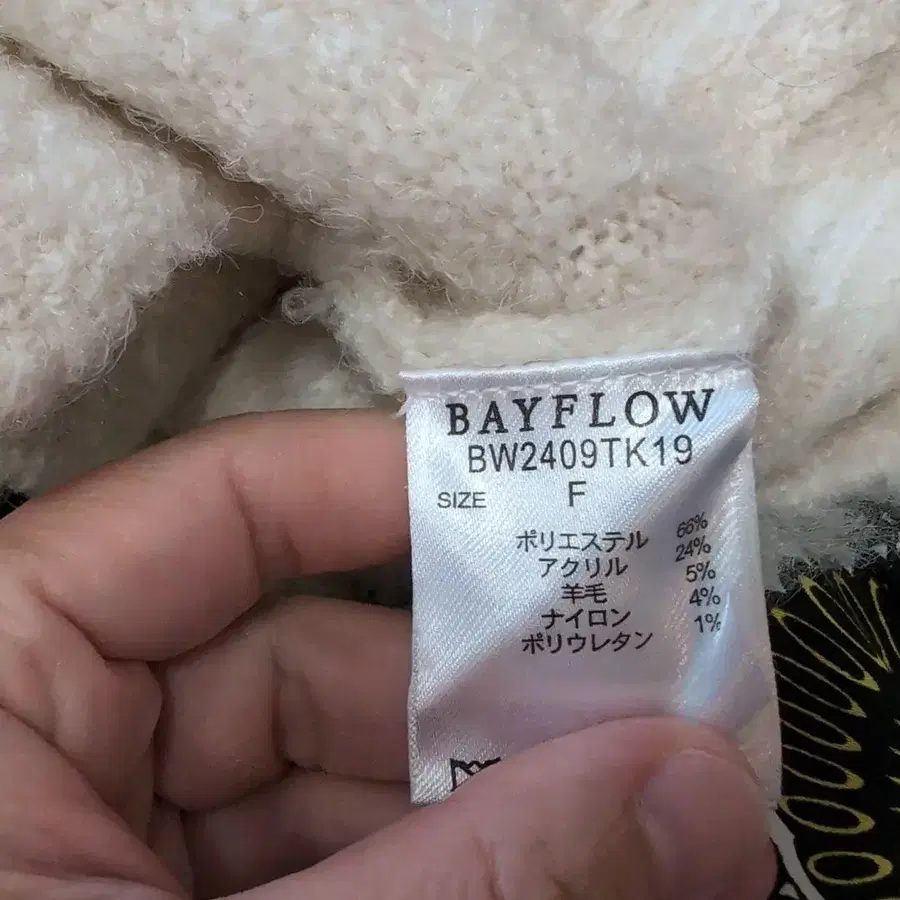 BAYFLOW
BW2409TK19
SIZE F
ポリエステル 66%
アクリル 24%
羊毛 5%
ナイロン 4%
ポリウレタン 1%